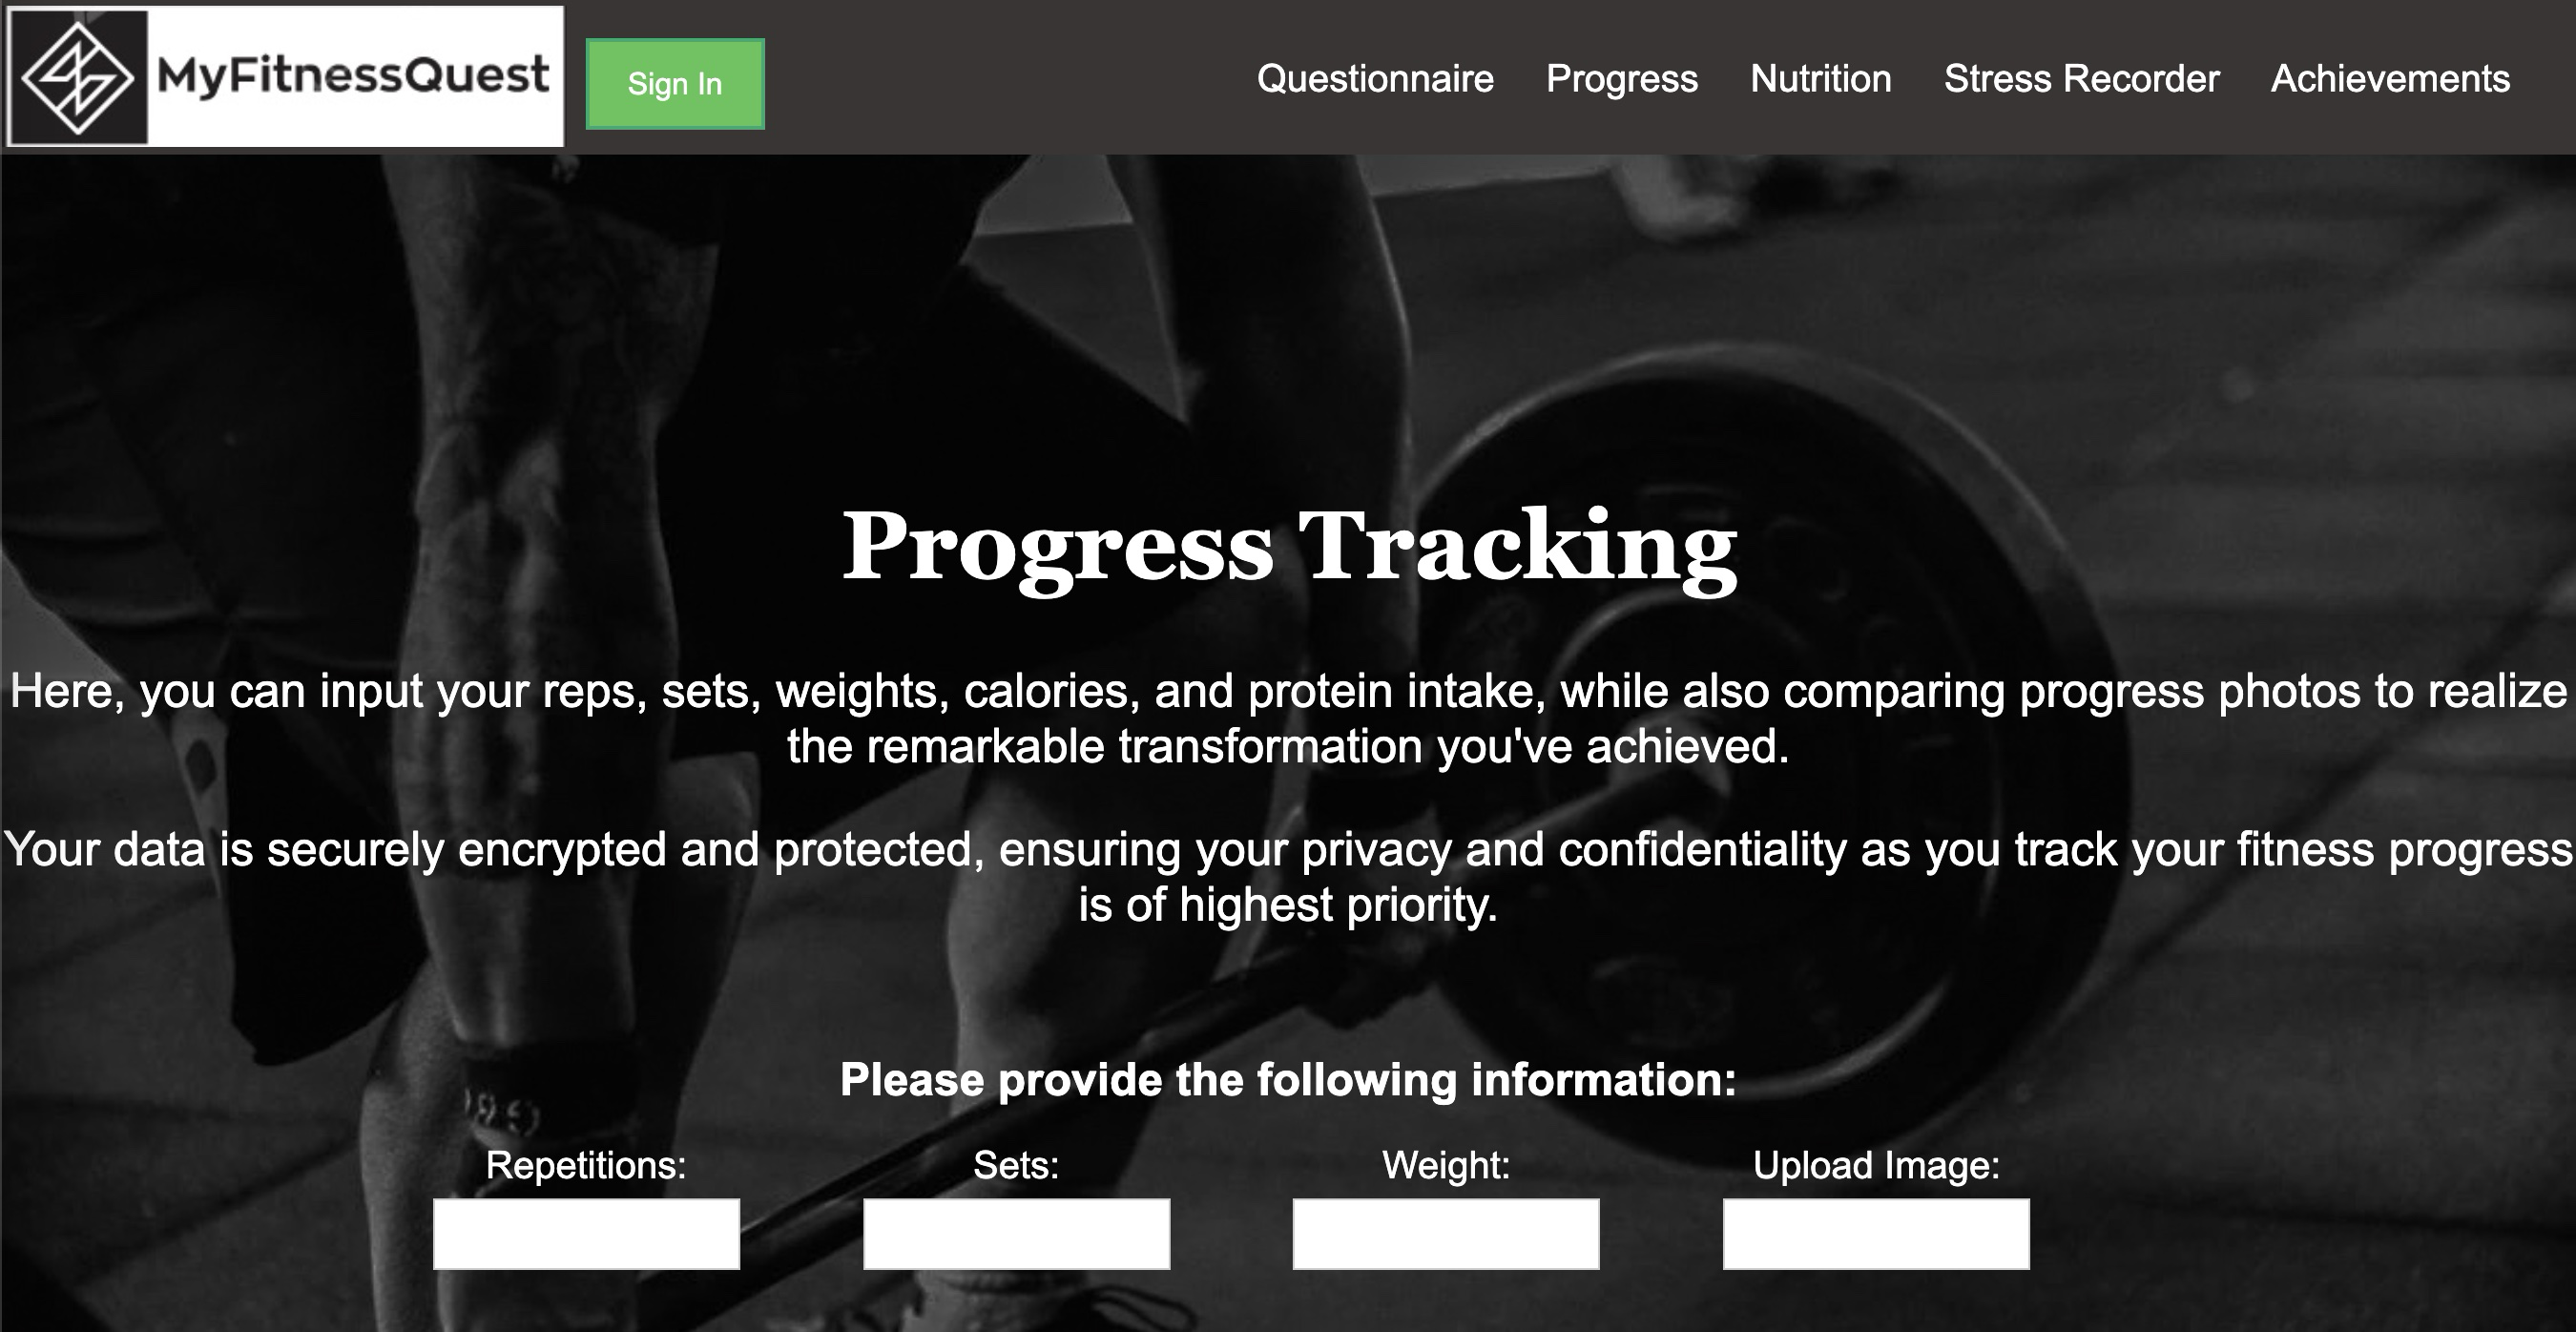 MyFitnessQuest
Sign In
Questionnaire
Progress
Nutrition
Stress Recorder
Achievements
Progress Tracking
Here, you can input your reps, sets, weights, calories, and protein intake, while also comparing progress photos to realize
the remarkable transformation you've achieved.
Your data is securely encrypted and protected, ensuring your privacy and confidentiality as you track your fitness progress
is of highest priority.
Please provide the following information:
Repetitions:
Sets:
Weight:
Upload Image: